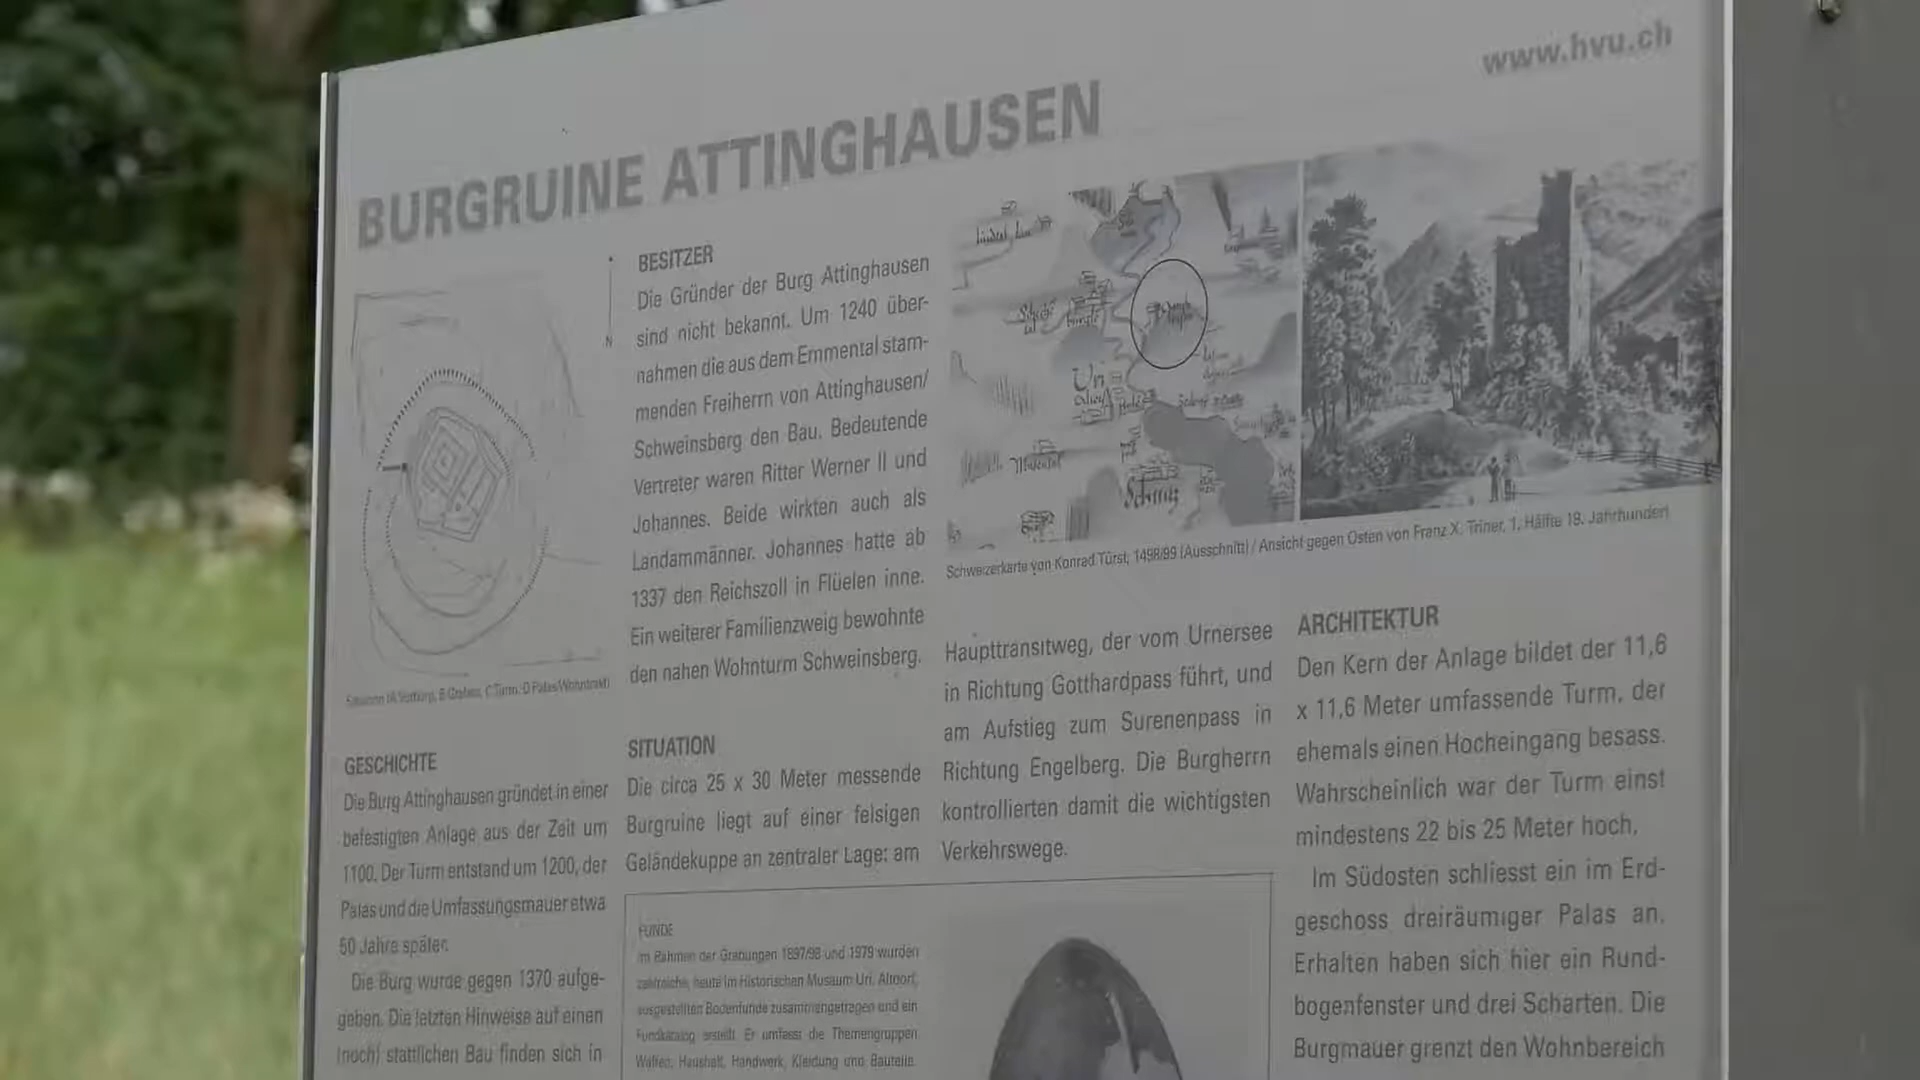 www.hvu.ch
BURGRUINE ATTINGHAUSEN
N
BESITZER
Die Gründer der Burg Attinghausen
sind nicht bekannt. Um 1240 über-
nahmen die aus dem Emmental stam-
menden Freiherrn von Attinghausen/
Schweinsberg den Bau. Bedeutende
Vertreter waren Ritter Werner II und
Johannes. Beide wirkten auch als
Landammänner. Johannes hatte ab
1337 den Reichszoll in Flüelen inne.
Ein weiterer Familienzweig bewohnte
den nahen Wohnturm Schweinsberg.
Uri
Schwyz
Schweizerkarte von Konrad Türst, 1498/99 (Ausschnitt) / Ansicht gegen Osten von Franz X. Triner, 1. Hälfte 19. Jahrhundert
Situation (A Vorburg, B Graben, C Turm, D Palas/Wohntrakt)
GESCHICHTE
Die Burg Attinghausen gründet in einer
befestigten Anlage aus der Zeit um
1100. Der Turm entstand um 1200, der
Palas und die Umfassungsmauer etwa
50 Jahre später.
Die Burg wurde gegen 1370 aufge-
geben. Die letzten Hinweise auf einen
(noch) stattlichen Bau finden sich in
SITUATION
Die circa 25 x 30 Meter messende
Burgruine liegt auf einer felsigen
Geländekuppe an zentraler Lage: am
Haupttransitweg, der vom Urnersee
in Richtung Gotthardpass führt, und
am Aufstieg zum Surenenpass in
Richtung Engelberg. Die Burgherrn
kontrollierten damit die wichtigsten
Verkehrswege.
FUNDE
Im Rahmen der Grabungen 1897/98 und 1979 wurden
zahlreiche, heute im Historischen Museum Uri, Altdorf,
ausgestellten Bodenfunde zusammengetragen und ein
Fundkatalog erstellt. Er umfasst die Themengruppen
Waffen, Haushalt, Handwerk, Kleidung und Bauteile.
ARCHITEKTUR
Den Kern der Anlage bildet der 11,6
x 11,6 Meter umfassende Turm, der
ehemals einen Hocheingang besass.
Wahrscheinlich war der Turm einst
mindestens 22 bis 25 Meter hoch.
Im Südosten schliesst ein im Erd-
geschoss dreiräumiger Palas an.
Erhalten haben sich hier ein Rund-
bogenfenster und drei Scharten. Die
Burgmauer grenzt den Wohnbereich